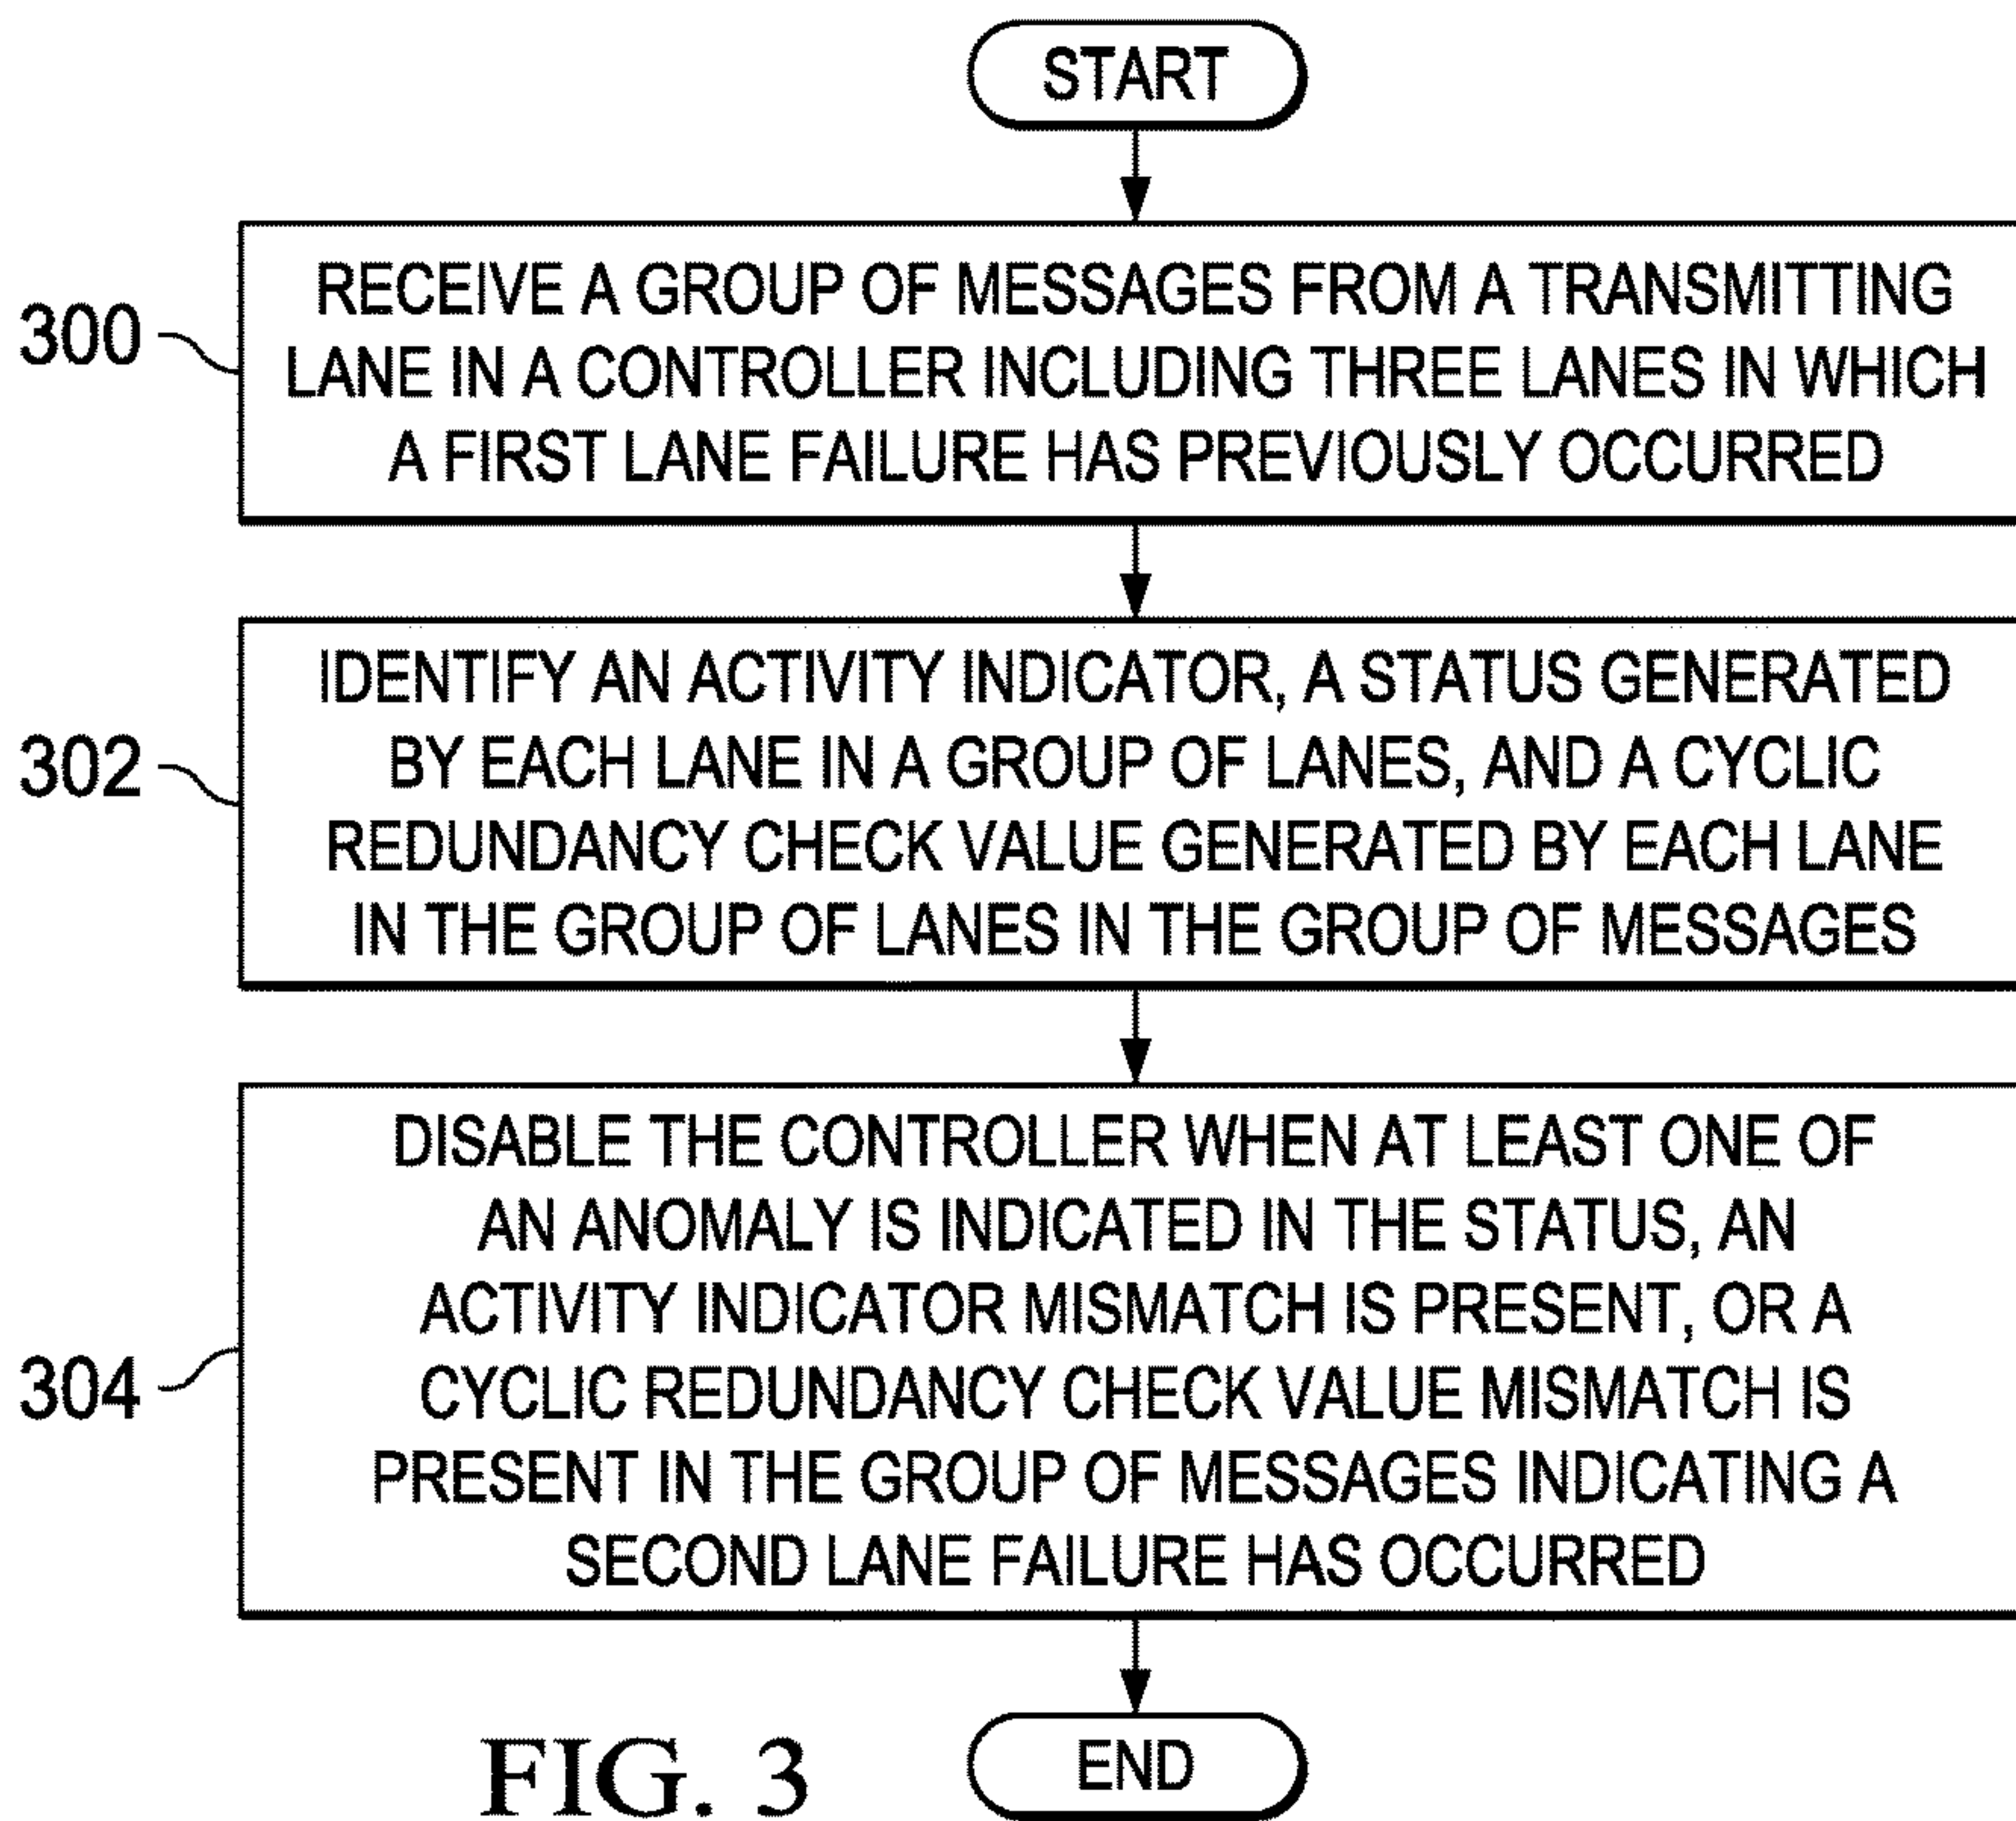 START
300
RECEIVE A GROUP OF MESSAGES FROM A TRANSMITTING
LANE IN A CONTROLLER INCLUDING THREE LANES IN WHICH
A FIRST LANE FAILURE HAS PREVIOUSLY OCCURRED
302
IDENTIFY AN ACTIVITY INDICATOR, A STATUS GENERATED
BY EACH LANE IN A GROUP OF LANES, AND A CYCLIC
REDUNDANCY CHECK VALUE GENERATED BY EACH LANE
IN THE GROUP OF LANES IN THE GROUP OF MESSAGES
304
DISABLE THE CONTROLLER WHEN AT LEAST ONE OF
AN ANOMALY IS INDICATED IN THE STATUS, AN
ACTIVITY INDICATOR MISMATCH IS PRESENT, OR A
CYCLIC REDUNDANCY CHECK VALUE MISMATCH IS
PRESENT IN THE GROUP OF MESSAGES INDICATING A
SECOND LANE FAILURE HAS OCCURRED
END
FIG. 3